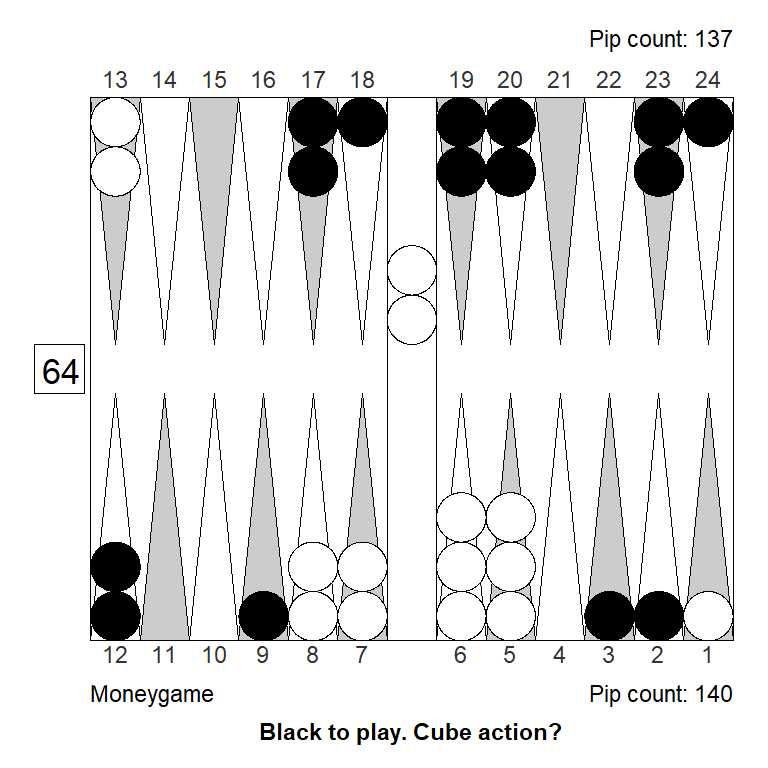 Pip count: 137
13 14 15 16 17 18 19 20 21 22 23 24
64
12 11 10 9 8 7 6 5 4 3 2 1
Moneygame Pip count: 140
Black to play. Cube action?